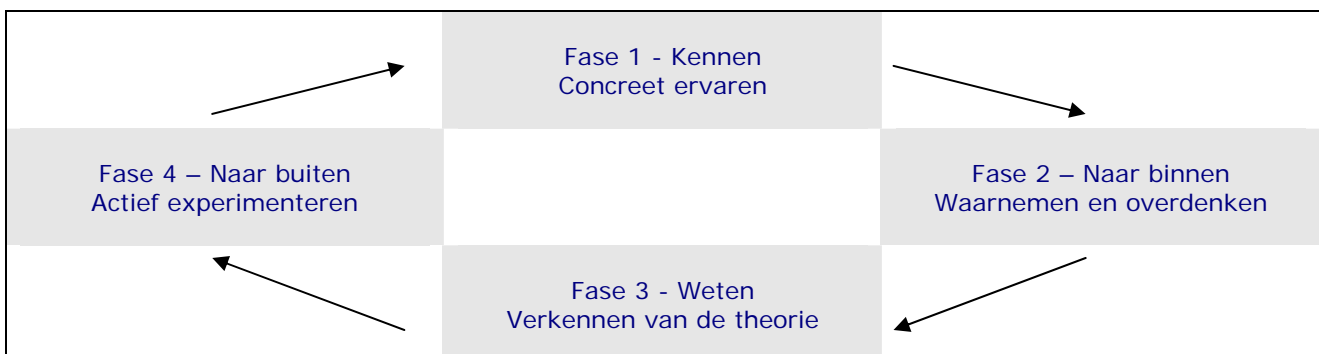 Fase 1 - Kennen
Concreet ervaren
Fase 4 – Naar buiten
Actief experimenteren
Fase 2 – Naar binnen
Waarnemen en overdenken
Fase 3 - Weten
Verkennen van de theorie